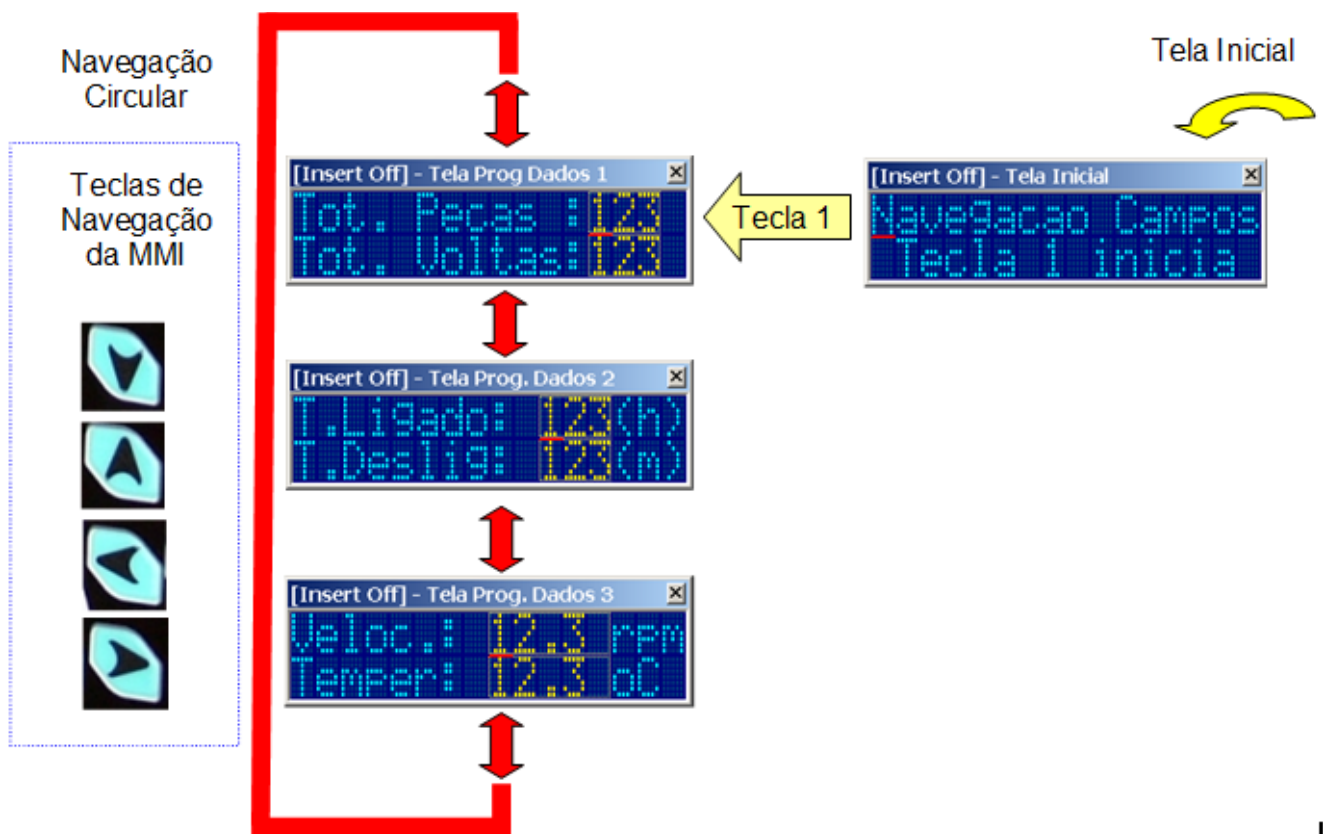 Navegação
Circular
Tela Inicial
Teclas de
Navegação
da MMI
[Insert Off] - Tela Prog Dados 1
Tot. Pecas :123
Tot. Voltas:123
Tecla 1
[Insert Off] - Tela Inicial
Navegacao Campos
Tecla 1 inicia
[Insert Off] - Tela Prog. Dados 2
T.Ligado: 123(h)
T.Deslig: 123(m)
[Insert Off] - Tela Prog. Dados 3
Veloc.: 12.3 rpm
Temper: 12.3 oC